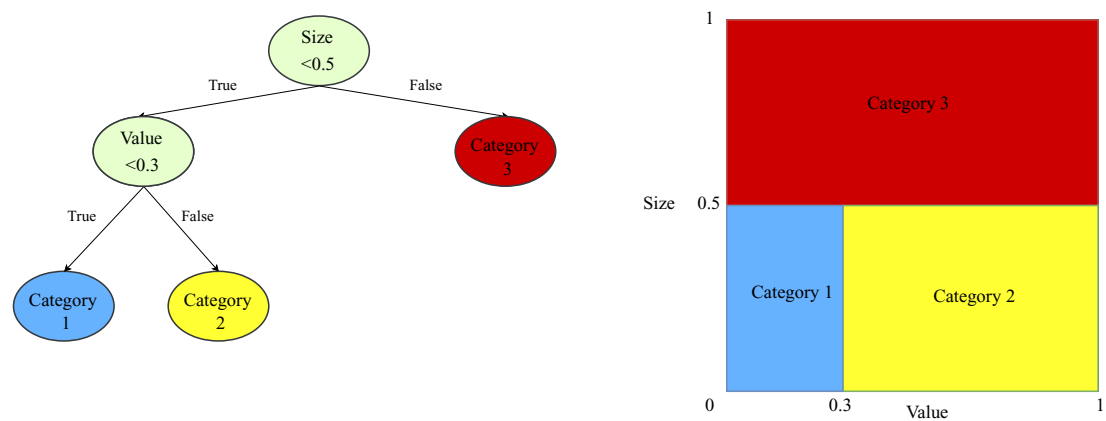 Size
<0.5
True
False
Value
<0.3
Category
3
True
False
Category
1
Category
2
1
Category 3
Size
0.5
Category 1
Category 2
0
0.3
Value
1